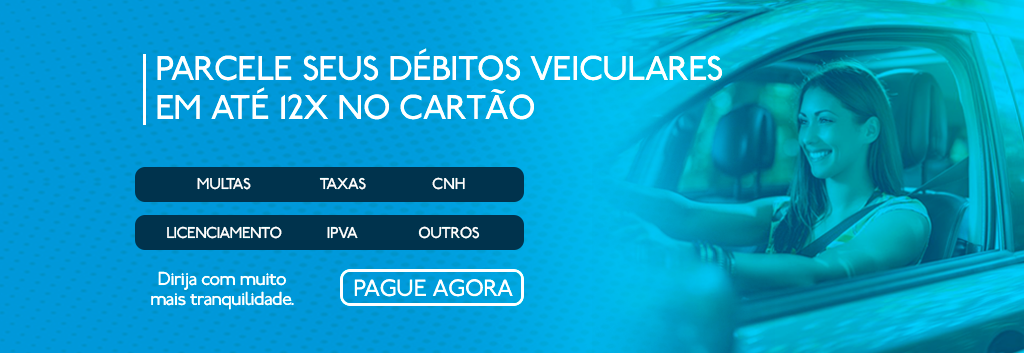 PARCELE SEUS DÉBITOS VEICULARES
EM ATÉ 12X NO CARTÃO
MULTAS TAXAS CNH
LICENCIAMENTO IPVA OUTROS
Dirija com muito
mais tranquilidade.
PAGUE AGORA